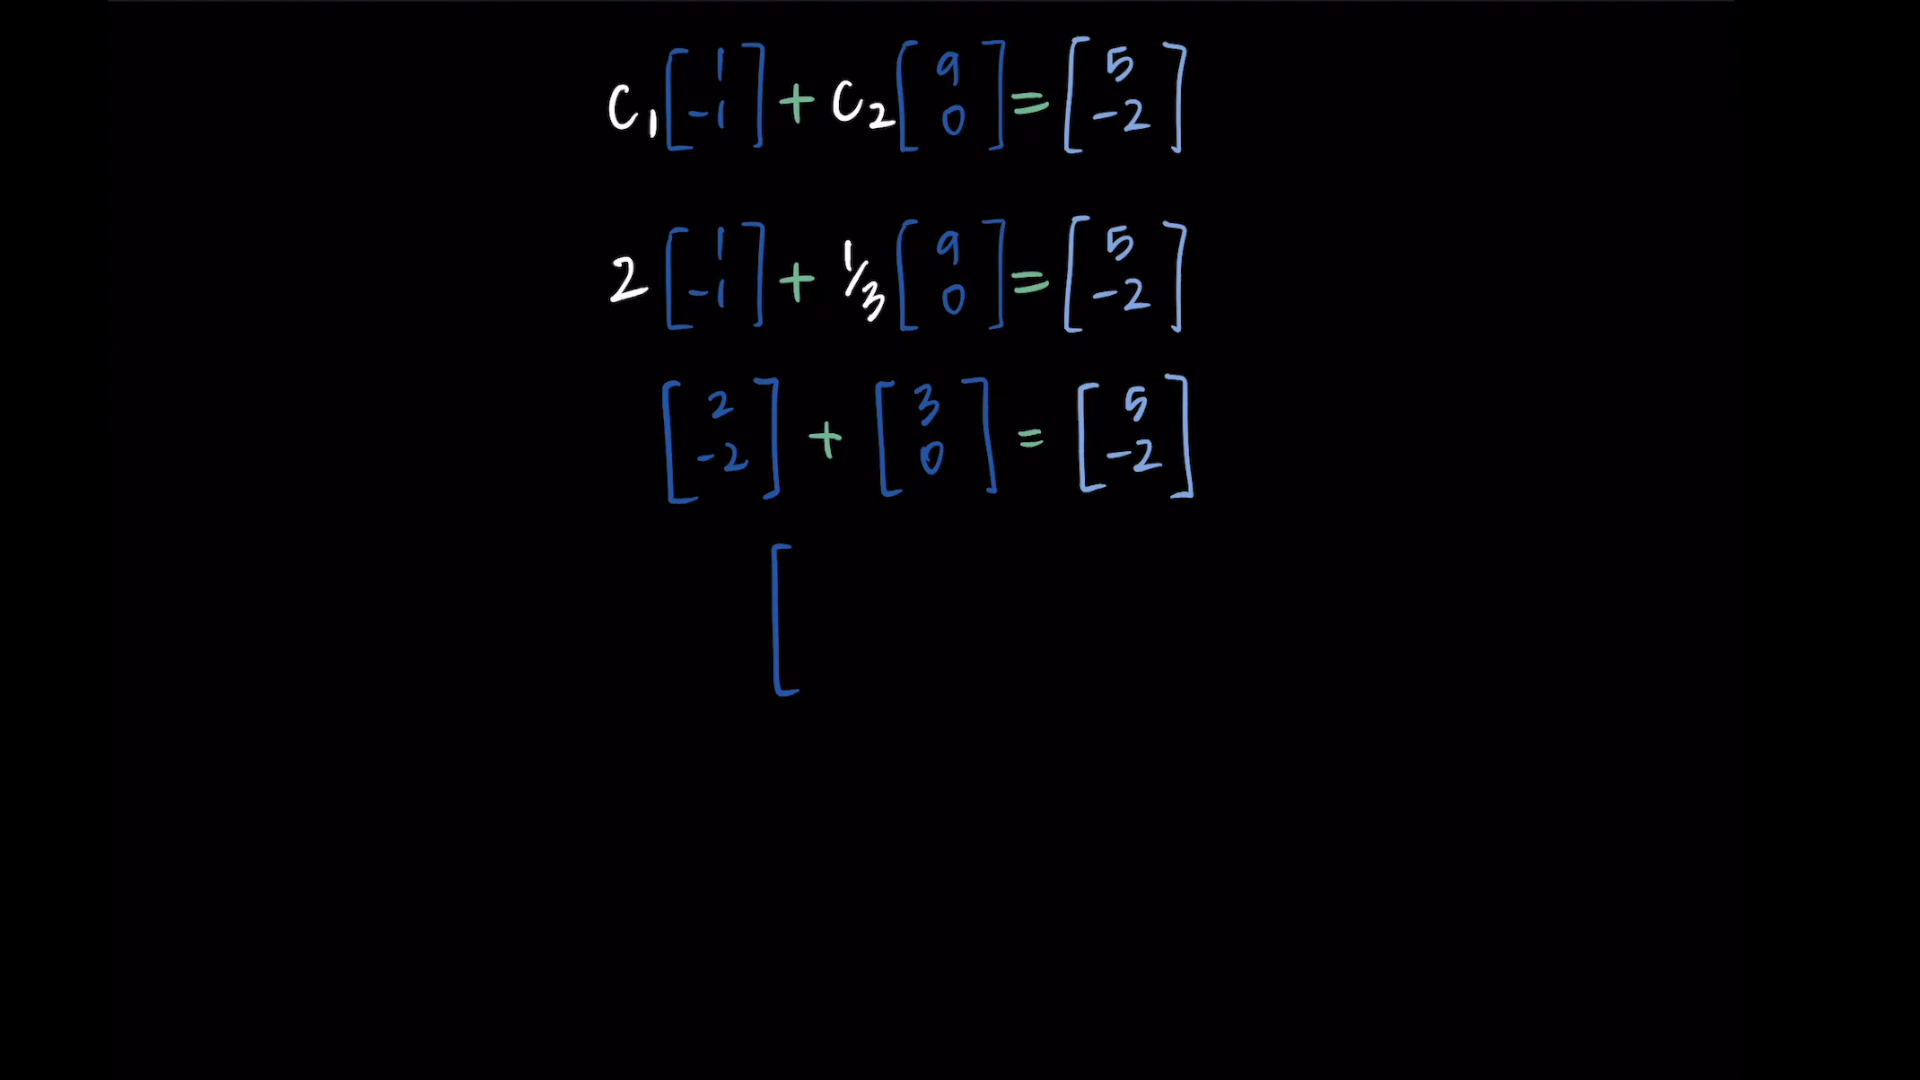 c₁ [1 -1] + c₂ [9 0] = [5 -2]
2 [1 -1] + 1/3 [9 0] = [5 -2]
[2 -2] + [3 0] = [5 -2]
[